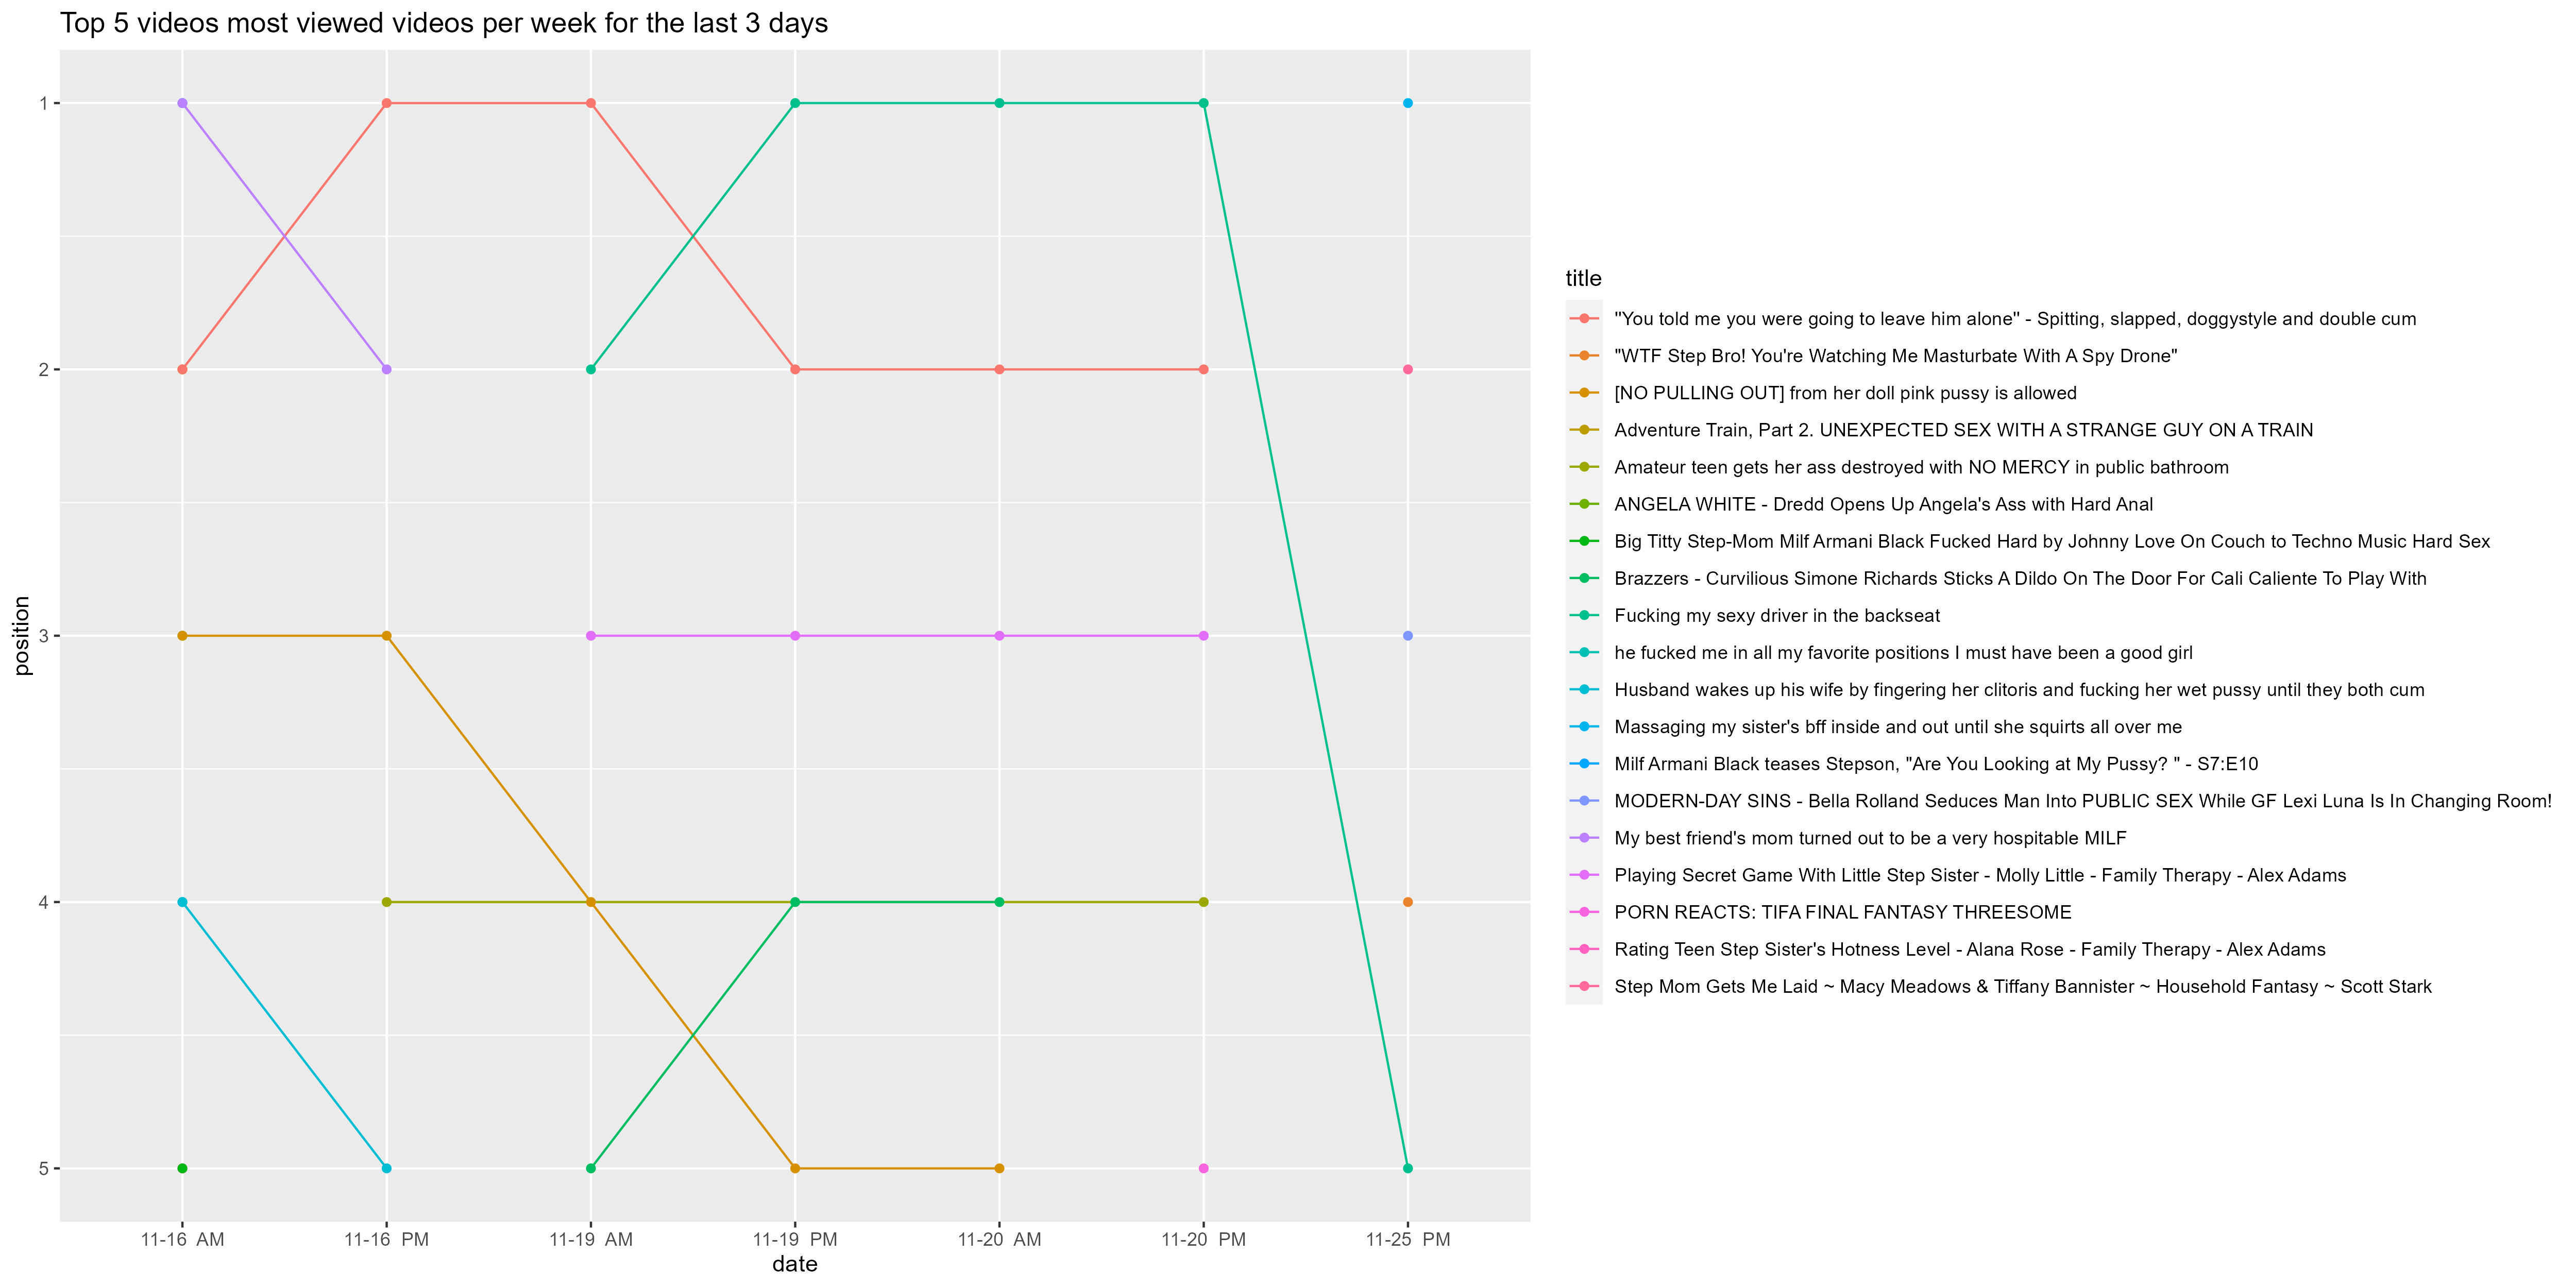 Top 5 videos most viewed videos per week for the last 3 days
position
1
2
3
4
5
11-16 AM
11-16 PM
11-19 AM
11-19 PM
11-20 AM
11-20 PM
11-25 PM
date
title
"You told me you were going to leave him alone" - Spitting, slapped, doggystyle and double cum
"WTF Step Bro! You're Watching Me Masturbate With A Spy Drone"
[NO PULLING OUT] from her doll pink pussy is allowed
Adventure Train, Part 2. UNEXPECTED SEX WITH A STRANGE GUY ON A TRAIN
Amateur teen gets her ass destroyed with NO MERCY in public bathroom
ANGELA WHITE - Dredd Opens Up Angela's Ass with Hard Anal
Big Titty Step-Mom Milf Armani Black Fucked Hard by Johnny Love On Couch to Techno Music Hard Sex
Brazzers - Curvilious Simone Richards Sticks A Dildo On The Door For Cali Caliente To Play With
Fucking my sexy driver in the backseat
he fucked me in all my favorite positions I must have been a good girl
Husband wakes up his wife by fingering her clitoris and fucking her wet pussy until they both cum
Massaging my sister's bff inside and out until she squirts all over me
Milf Armani Black teases Stepson, "Are You Looking at My Pussy? " - S7:E10
MODERN-DAY SINS - Bella Rolland Seduces Man Into PUBLIC SEX While GF Lexi Luna Is In Changing Room!
My best friend's mom turned out to be a very hospitable MILF
Playing Secret Game With Little Step Sister - Molly Little - Family Therapy - Alex Adams
PORN REACTS: TIFA FINAL FANTASY THREESOME
Rating Teen Step Sister's Hotness Level - Alana Rose - Family Therapy - Alex Adams
Step Mom Gets Me Laid ~ Macy Meadows & Tiffany Bannister ~ Household Fantasy ~ Scott Stark